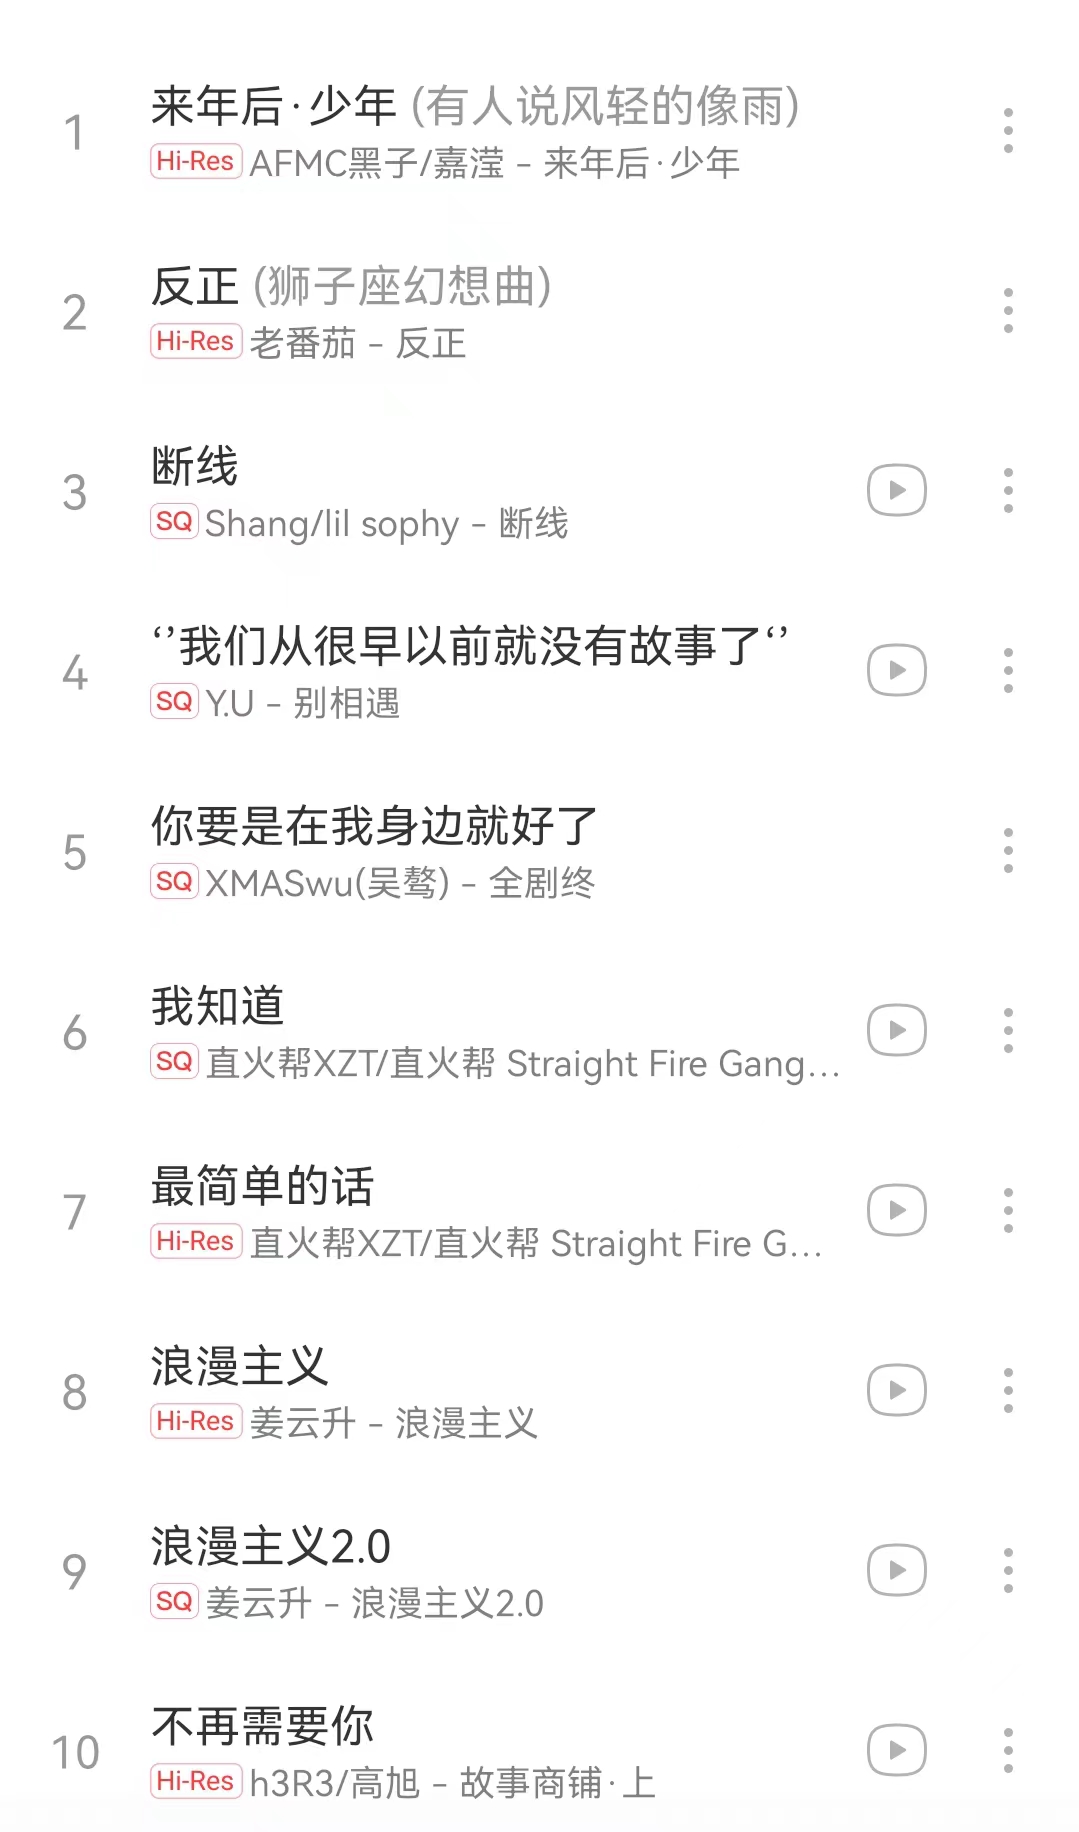 1
来年后·少年 (有人说风轻的像雨)
Hi-Res AFMC黑子/嘉滢 - 来年后·少年
2
反正 (狮子座幻想曲)
Hi-Res 老番茄 - 反正
3
断线
SQ Shang/lil sophy - 断线
4
‘’我们从很早以前就没有故事了‘’
SQ Y.U - 别相遇
5
你要是在我身边就好了
SQ XMASwu(吴骜) - 全剧终
6
我知道
SQ 直火帮XZT/直火帮 Straight Fire Gang...
7
最简单的话
Hi-Res 直火帮XZT/直火帮 Straight Fire G...
8
浪漫主义
Hi-Res 姜云升 - 浪漫主义
9
浪漫主义2.0
SQ 姜云升 - 浪漫主义2.0
10
不再需要你
Hi-Res h3R3/高旭 - 故事商铺·上